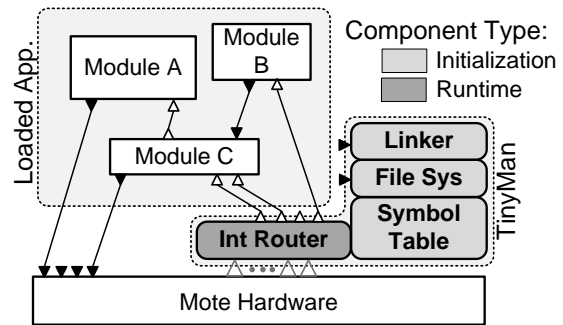 Loaded App.
Module A
Module
B
Module C
Component Type:
Initialization
Runtime
Linker
File Sys
Symbol
Table
TinyMan
Int Router
Mote Hardware